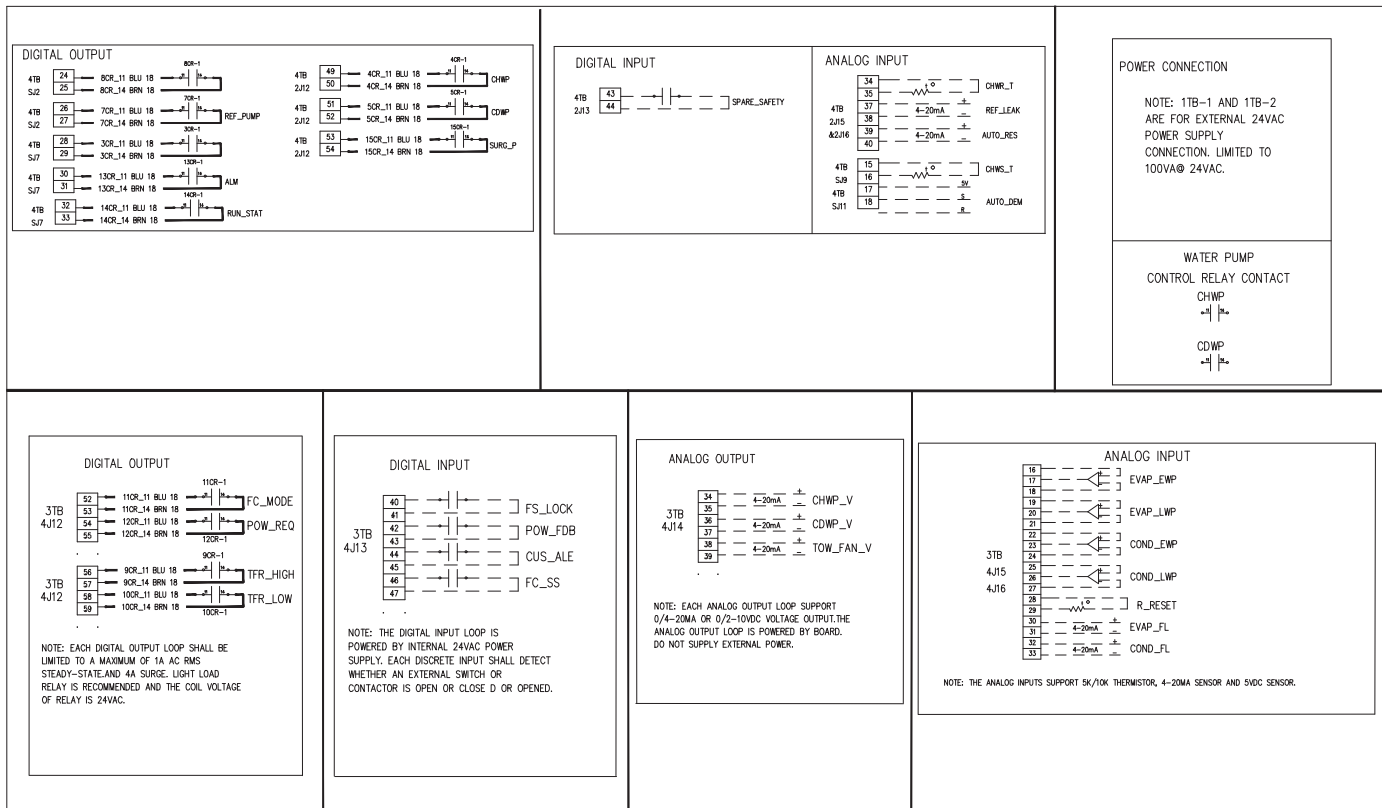 DIGITAL OUTPUT
8CR-1
4TB 24 8CR_11 BLU 18
SJ2 25 8CR_14 BRN 18
7CR-1
4TB 26 7CR_11 BLU 18
SJ2 27 7CR_14 BRN 18
REF_PUMP
3CR-1
4TB 28 3CR_11 BLU 18
SJ7 29 3CR_14 BRN 18
13CR-1
4TB 30 13CR_11 BLU 18
SJ7 31 13CR_14 BRN 18
ALM
14CR-1
4TB 32 14CR_11 BLU 18
SJ7 33 14CR_14 BRN 18
RUN_STAT
4CR-1
4TB 49 4CR_11 BLU 18
2J12 50 4CR_14 BRN 18
CHWP
5CR-1
4TB 51 5CR_11 BLU 18
2J12 52 5CR_14 BRN 18
CDWP
15CR-1
4TB 53 15CR_11 BLU 18
2J12 54 15CR_14 BRN 18
SURG_P
DIGITAL INPUT
4TB 43
2J13 44
SPARE_SAFETY
ANALOG INPUT
34
35
CHWR_T
4TB 37 4-20mA + REF_LEAK
2J15 38 -
&2J16 39 4-20mA + AUTO_RES
40 -
4TB 15 CHWS_T
SJ9 16
4TB 17 5V
SJ11 18 S AUTO_DEM
R
POWER CONNECTION
NOTE: 1TB-1 AND 1TB-2
ARE FOR EXTERNAL 24VAC
POWER SUPPLY
CONNECTION. LIMITED TO
100VA@ 24VAC.
WATER PUMP
CONTROL RELAY CONTACT
CHWP
11 14
CDWP
11 14
DIGITAL OUTPUT
11CR-1
3TB 52 11CR_11 BLU 18 FC_MODE
4J12 53 11CR_14 BRN 18
54 12CR_11 BLU 18 POW_REQ
55 12CR_14 BRN 18
12CR-1
9CR-1
3TB 56 9CR_11 BLU 18 TFR_HIGH
4J12 57 9CR_14 BRN 18
58 10CR_11 BLU 18 TFR_LOW
59 10CR_14 BRN 18
10CR-1
NOTE: EACH DIGITAL OUTPUT LOOP SHALL BE
LIMITED TO A MAXIMUM OF 1A AC RMS
STEADY-STATE.AND 4A SURGE. LIGHT LOAD
RELAY IS RECOMMENDED AND THE COIL VOLTAGE
OF RELAY IS 24VAC.
DIGITAL INPUT
40
41 FS_LOCK
42
3TB 43 POW_FDB
4J13 44
45 CUS_ALE
46
47 FC_SS
NOTE: THE DIGITAL INPUT LOOP IS
POWERED BY INTERNAL 24VAC POWER
SUPPLY. EACH DISCRETE INPUT SHALL DETECT
WHETHER AN EXTERNAL SWITCH OR
CONTACTOR IS OPEN OR CLOSE D OR OPENED.
ANALOG OUTPUT
34 4-20mA + CHWP_V
35 -
3TB 36 4-20mA + CDWP_V
4J14 37 -
38 4-20mA + TOW_FAN_V
39 -
NOTE: EACH ANALOG OUTPUT LOOP SUPPORT
0/4-20MA OR 0/2-10VDC VOLTAGE OUTPUT.THE
ANALOG OUTPUT LOOP IS POWERED BY BOARD.
DO NOT SUPPLY EXTERNAL POWER.
ANALOG INPUT
16
17 EVAP_EWP
18
19
20 EVAP_LWP
21
22
23 COND_EWP
3TB 24
4J15 25
4J16 26 COND_LWP
27
28 R_RESET
29
30 4-20mA + EVAP_FL
31 -
32 4-20mA + COND_FL
33 -
NOTE: THE ANALOG INPUTS SUPPORT 5K/10K THERMISTOR, 4-20MA SENSOR AND 5VDC SENSOR.